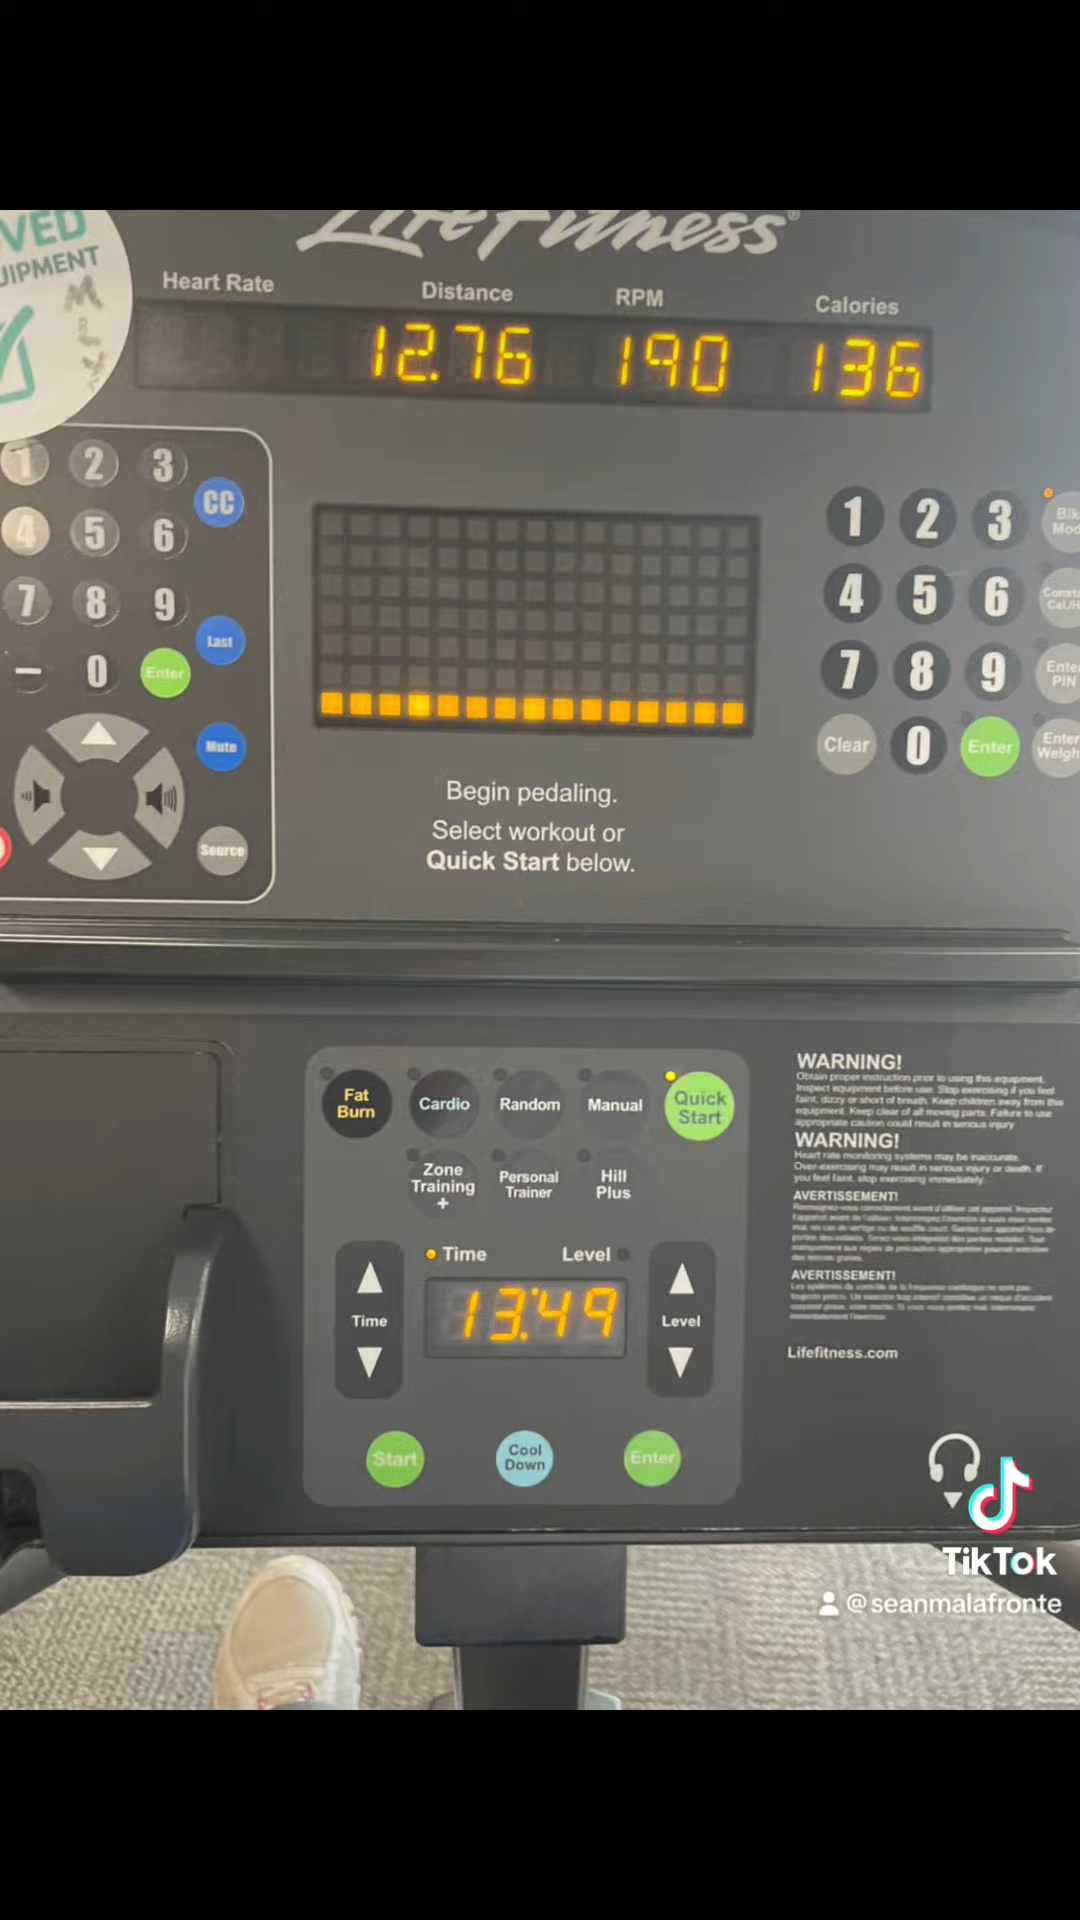 LifeFitness®
VED
UIPMENT
Heart Rate
Distance
RPM
Calories
12.76
190
136
1 2 3
CC
4 5 6
7 8 9
Last
– 0 Enter
Mute
Source
1 2 3
4 5 6
7 8 9
Clear 0 Enter
Enter
PIN
Enter
Weigh
Begin pedaling.
Select workout or
Quick Start below.
Fat
Burn
Cardio
Random
Manual
Quick
Start
Zone
Training
+
Personal
Trainer
Hill
Plus
Time
Level
13:49
Time
Level
Start
Cool
Down
Enter
WARNING!
Obtain proper instruction prior to using this equipment.
Inspect equipment before use. Stop exercising if you feel
faint, dizzy or short of breath. Keep children away from this
equipment. Keep clear of all moving parts. Failure to use
appropriate caution could result in serious injury
WARNING!
Heart rate monitoring systems may be inaccurate.
Over-exercising may result in serious injury or death. If
you feel faint, stop exercising immediately.
AVERTISSEMENT!
AVERTISSEMENT!
Lifefitness.com
TikTok
@seanmalafronte